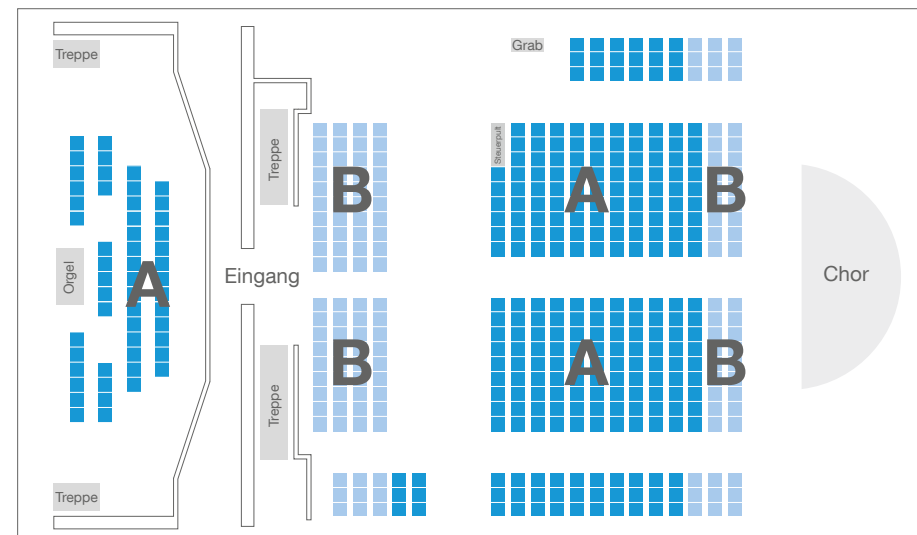 Treppe
Grab
Steuerpult
Treppe
B
A
B
Orgel
A
Eingang
Chor
B
A
B
Treppe
Treppe